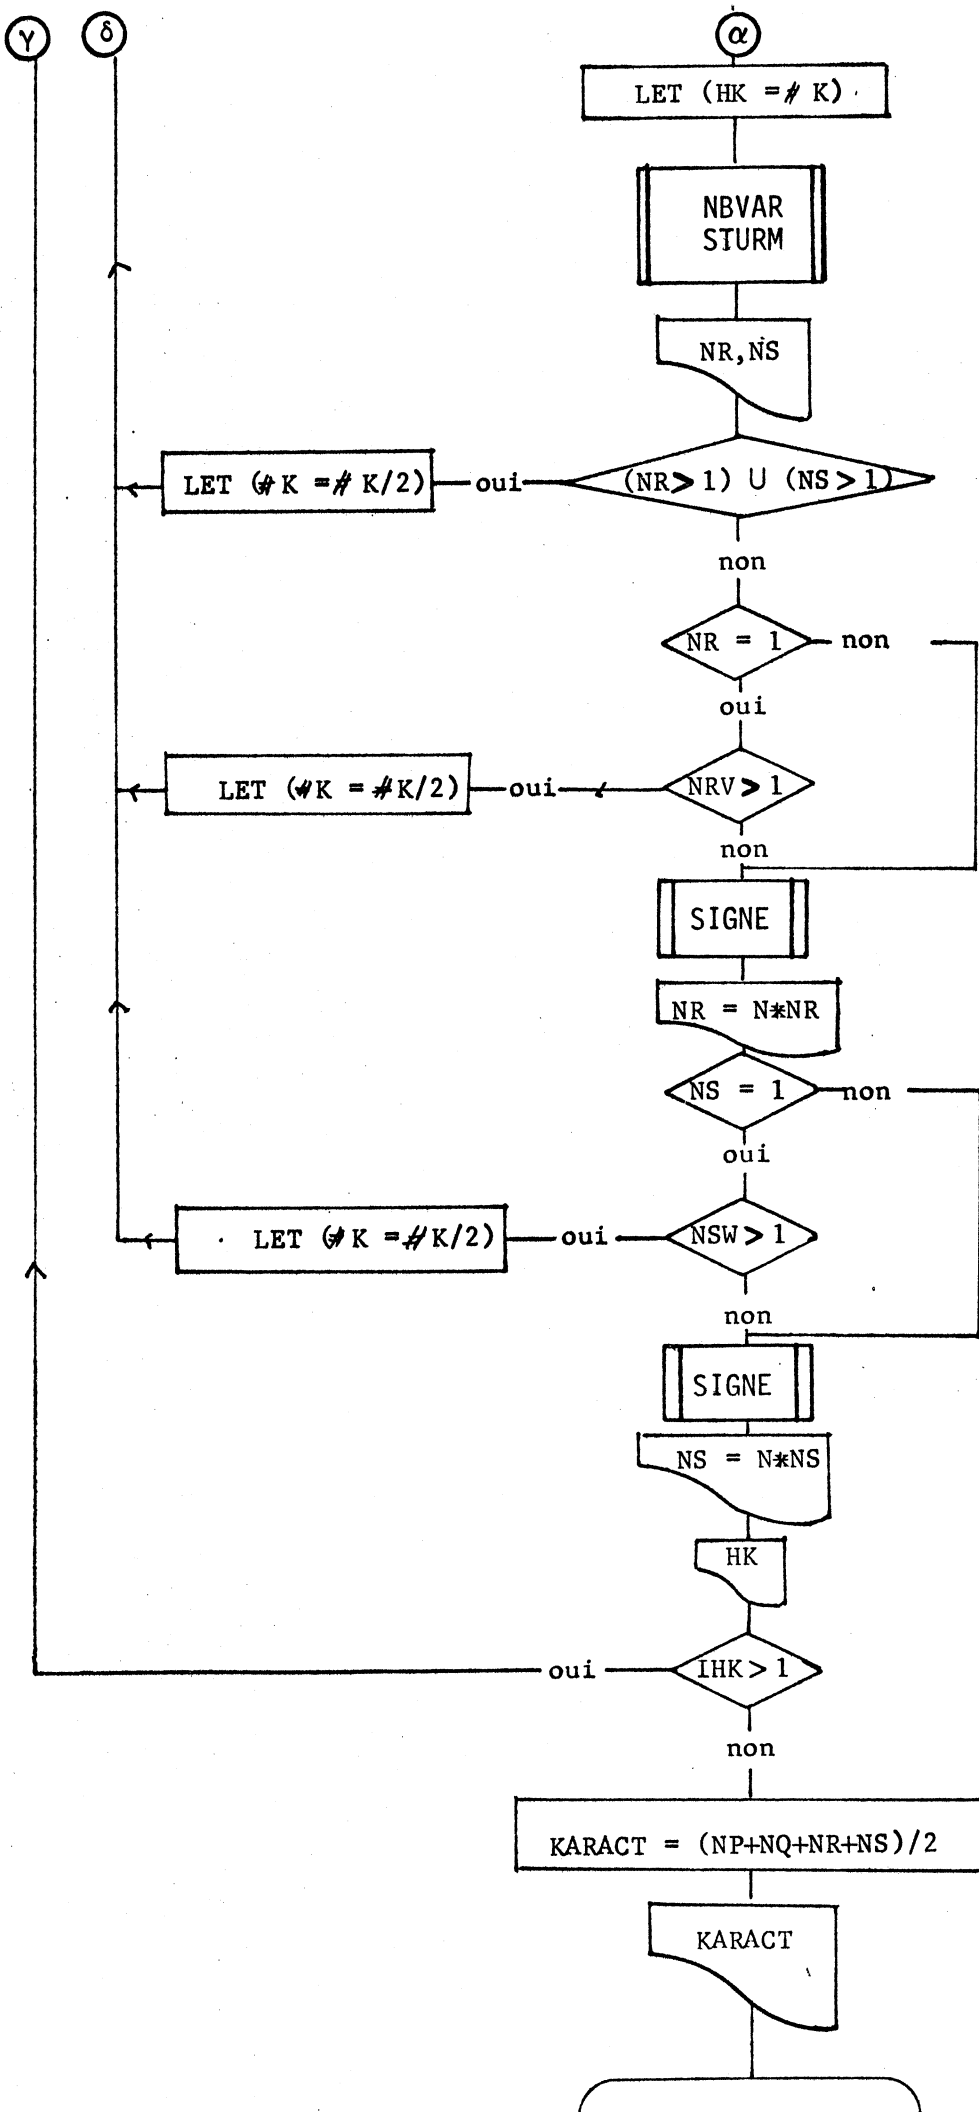 γ δ α
LET (HK = # K)
NBVAR
STURM
NR,NS
LET (# K = # K/2) oui (NR > 1) U (NS > 1)
non
NR = 1 non
oui
LET (#K = #K/2) oui NRV > 1
non
SIGNE
NR = N*NR
NS = 1 non
oui
LET (# K = # K/2) oui NSW > 1
non
SIGNE
NS = N*NS
HK
oui IHK > 1
non
KARACT = (NP+NQ+NR+NS)/2
KARACT